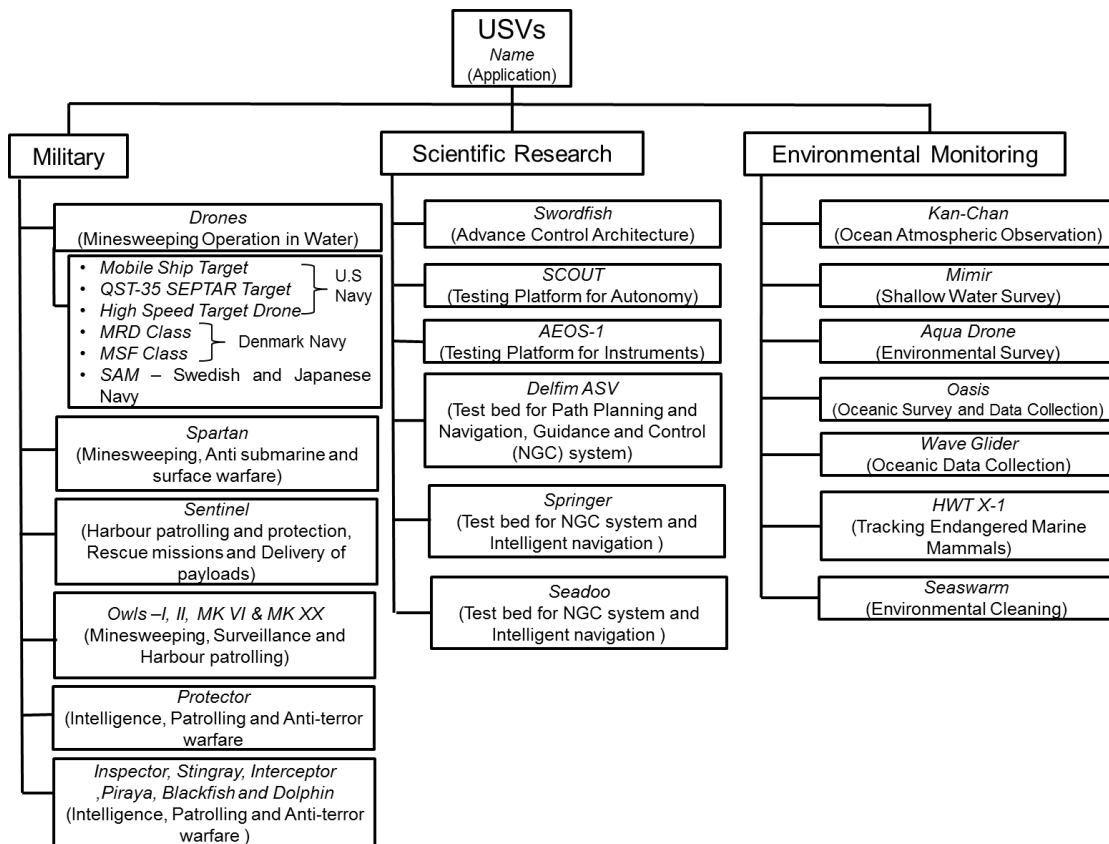 USVs
Name
(Application)
Military
Drones
(Minesweeping Operation in Water)
• Mobile Ship Target
• QST-35 SEPTAR Target
• High Speed Target Drone
U.S
Navy
• MRD Class
• MSF Class
Denmark Navy
• SAM – Swedish and Japanese
Navy
Spartan
(Minesweeping, Anti submarine and
surface warfare)
Sentinel
(Harbour patrolling and protection,
Rescue missions and Delivery of
payloads)
Owls –I, II, MK VI & MK XX
(Minesweeping, Surveillance and
Harbour patrolling)
Protector
(Intelligence, Patrolling and Anti-terror
warfare
Inspector, Stingray, Interceptor
,Piraya, Blackfish and Dolphin
(Intelligence, Patrolling and Anti-terror
warfare )
Scientific Research
Swordfish
(Advance Control Architecture)
SCOUT
(Testing Platform for Autonomy)
AEOS-1
(Testing Platform for Instruments)
Delfim ASV
(Test bed for Path Planning and
Navigation, Guidance and Control
(NGC) system)
Springer
(Test bed for NGC system and
Intelligent navigation )
Seadoo
(Test bed for NGC system and
Intelligent navigation )
Environmental Monitoring
Kan-Chan
(Ocean Atmospheric Observation)
Mimir
(Shallow Water Survey)
Aqua Drone
(Environmental Survey)
Oasis
(Oceanic Survey and Data Collection)
Wave Glider
(Oceanic Data Collection)
HWT X-1
(Tracking Endangered Marine
Mammals)
Seaswarm
(Environmental Cleaning)